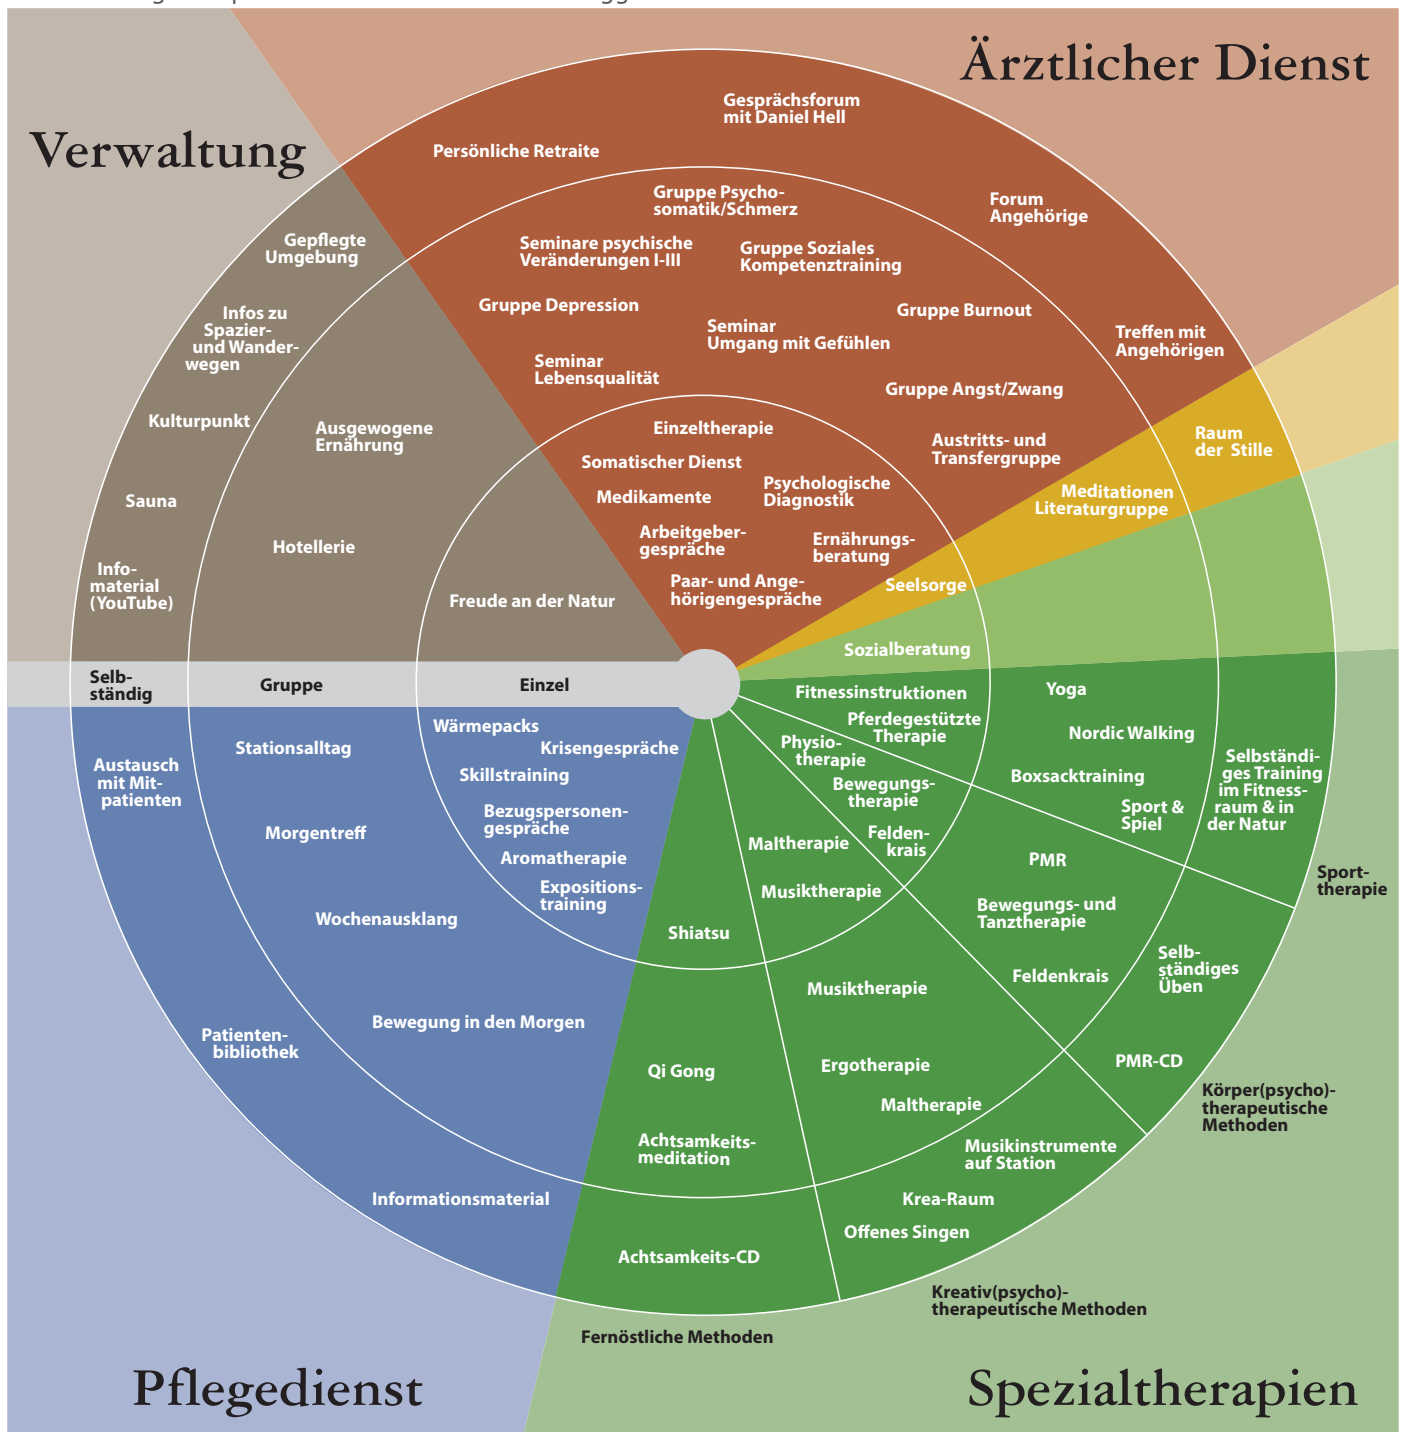 Ärztlicher Dienst
Verwaltung
Gesprächsforum
mit Daniel Hell
Persönliche Retraite
Forum
Angehörige
Treffen mit
Angehörigen
Gruppe Psycho-
somatik/Schmerz
Seminare psychische
Veränderungen I-III
Gruppe Soziales
Kompetenztraining
Gruppe Depression
Gruppe Burnout
Seminar
Umgang mit Gefühlen
Seminar
Lebensqualität
Gruppe Angst/Zwang
Austritts- und
Transfergruppe
Einzeltherapie
Somatischer Dienst
Medikamente
Psychologische
Diagnostik
Arbeitgeber-
gespräche
Ernährungs-
beratung
Paar- und Ange-
hörigengespräche
Gepflegte
Umgebung
Infos zu
Spazier-
und Wander-
wegen
Kulturpunkt
Sauna
Info-
material
(YouTube)
Ausgewogene
Ernährung
Hotellerie
Freude an der Natur
Raum
der Stille
Meditationen
Literaturgruppe
Seelsorge
Sozialberatung
Selb-
ständig
Gruppe
Einzel
Fitnessinstruktionen
Pferdegestützte
Therapie
Yoga
Nordic Walking
Boxsacktraining
Sport &
Spiel
Selbständi-
ges Training
im Fitness-
raum & in
der Natur
Sport-
therapie
Physio-
therapie
Bewegungs-
therapie
Felden-
krais
PMR
Bewegungs- und
Tanztherapie
Feldenkrais
Selb-
ständiges
Üben
PMR-CD
Körper(psycho)-
therapeutische
Methoden
Maltherapie
Musiktherapie
Musiktherapie
Ergotherapie
Maltherapie
Musikinstrumente
auf Station
Krea-Raum
Offenes Singen
Kreativ(psycho)-
therapeutische Methoden
Shiatsu
Qi Gong
Achtsamkeits-
meditation
Achtsamkeits-CD
Fernöstliche Methoden
Wärmepacks
Krisengespräche
Skillstraining
Bezugspersonen-
gespräche
Aromatherapie
Expositions-
training
Stationsalltag
Morgentreff
Wochenausklang
Bewegung in den Morgen
Austausch
mit Mit-
patienten
Patienten-
bibliothek
Informationsmaterial
Pflegedienst
Spezialtherapien